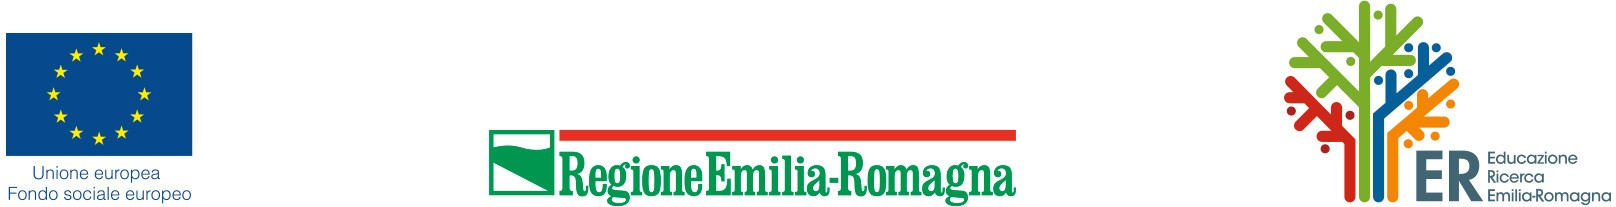 Unione europea
Fondo sociale europeo
RegioneEmilia-Romagna
ER
Educazione
Ricerca
Emilia-Romagna